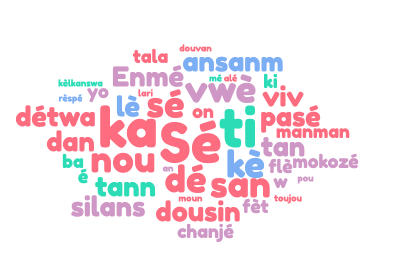 douvan
tala
ansanm
Enmé
mé alé
ki
kèlkanswa
yo
lari
vwè
viv
rèspé
lè
sé
on
pasé
détwa
ka
Sé
ti
manman
dan
nou
kè
tan
ba
an
flè
mokozé
é
tann
dé
san
w
pou
silans
moun
dousin
fèt
toujou
chanjé